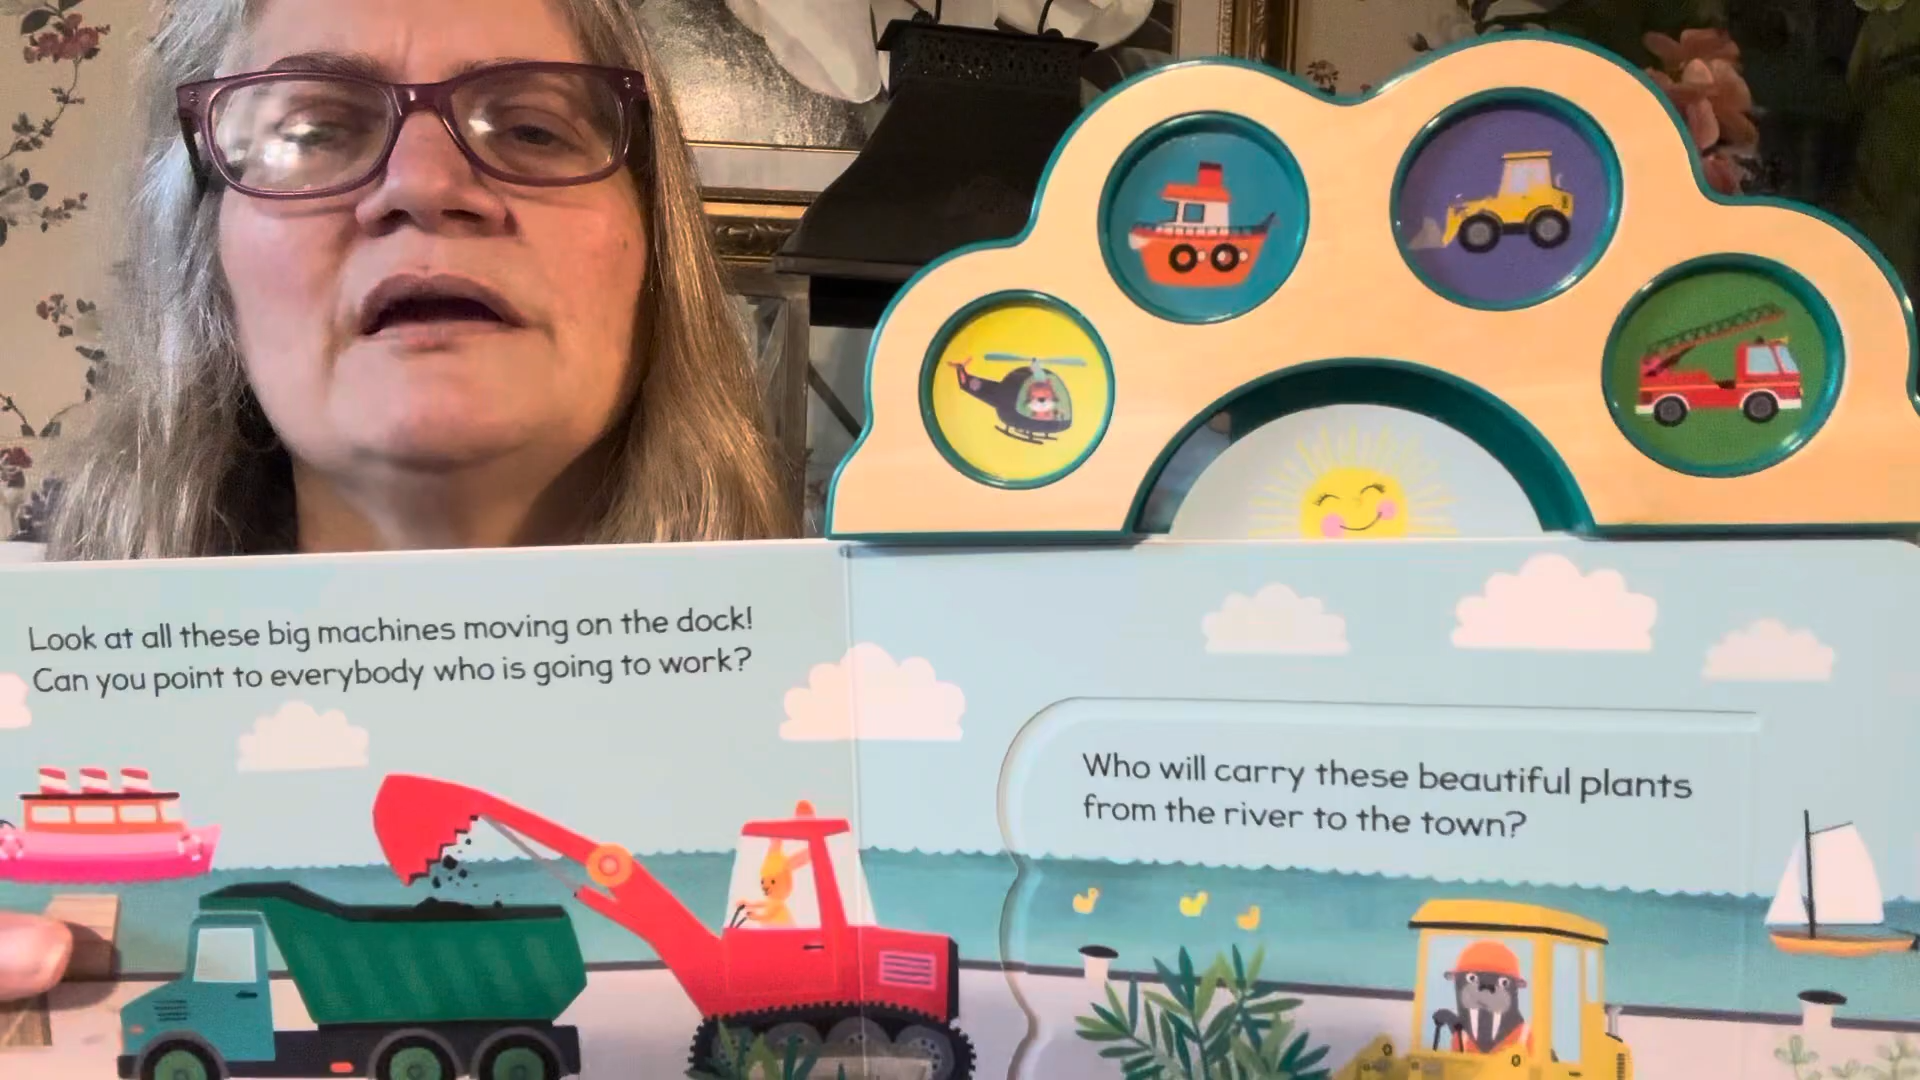 Look at all these big machines moving on the dock!
Can you point to everybody who is going to work?
Who will carry these beautiful plants
from the river to the town?